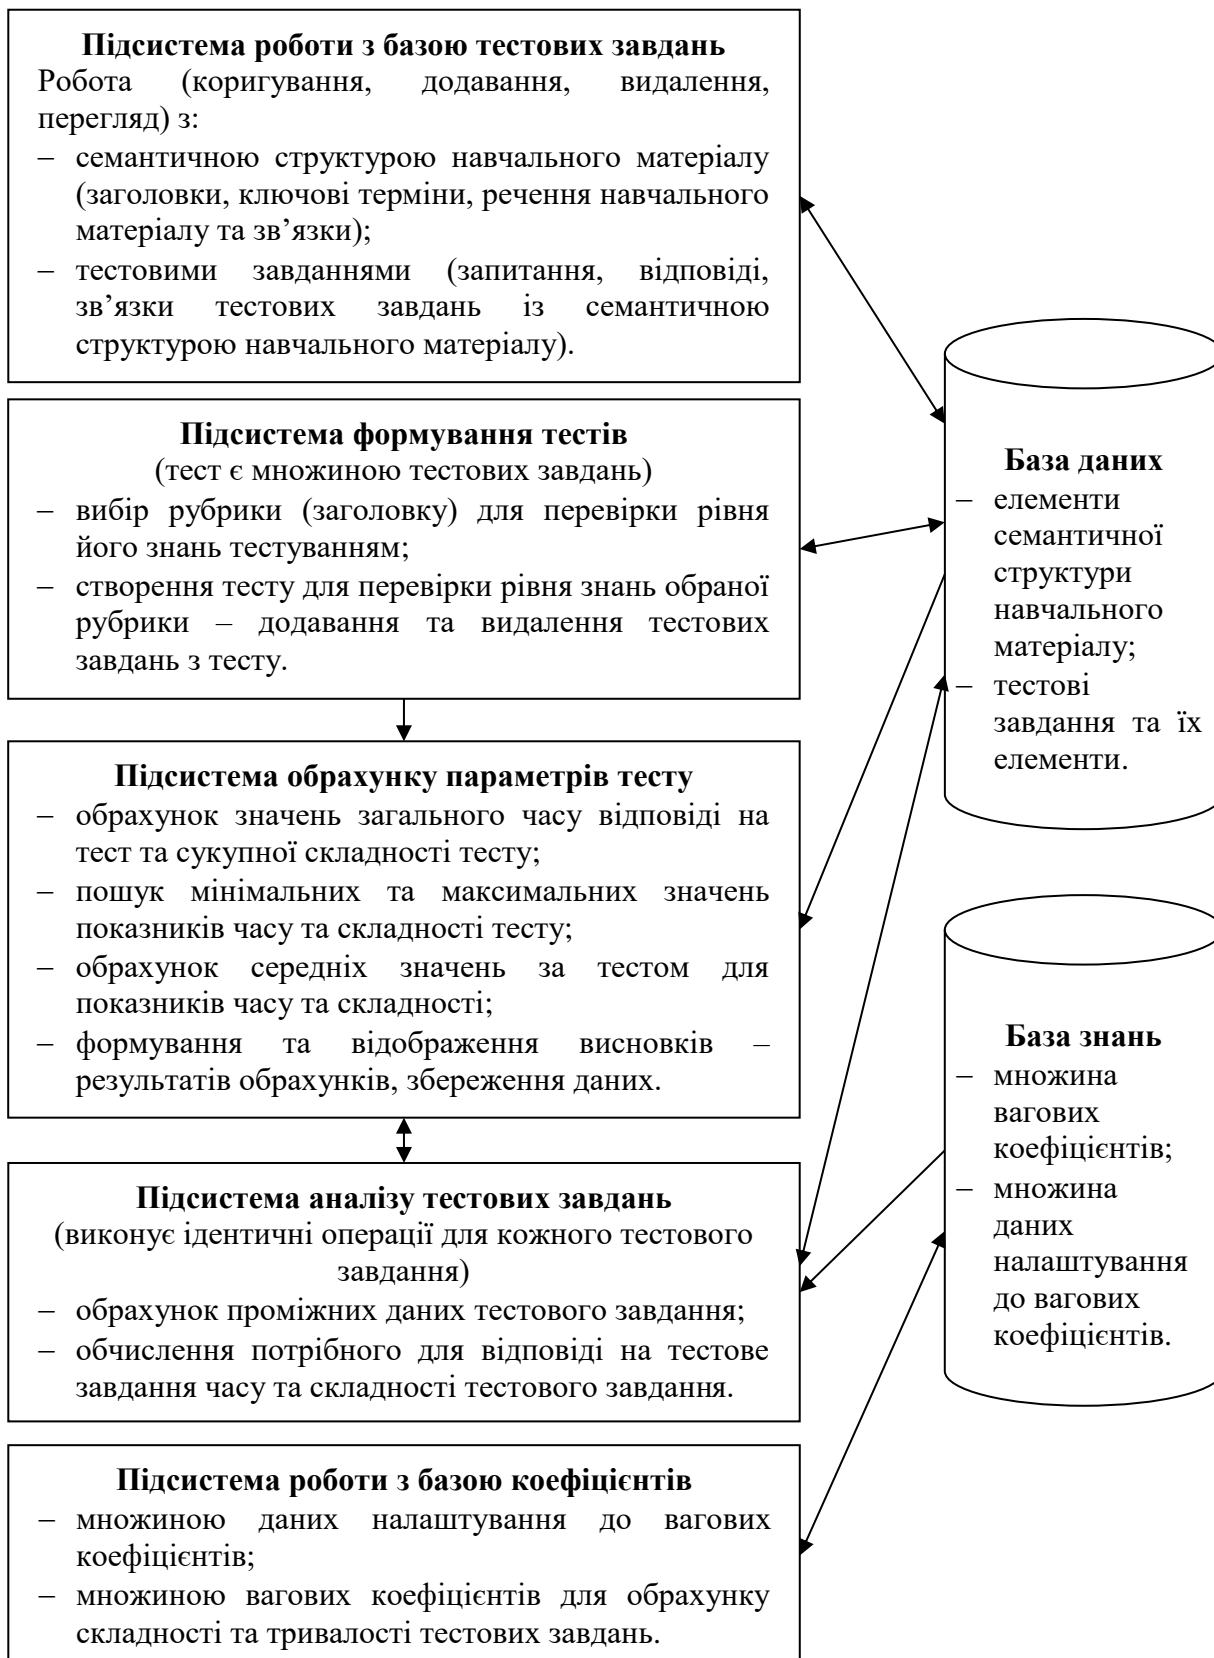 Підсистема роботи з базою тестових завдань
Робота (коригування, додавання, видалення,
перегляд) з:
– семантичною структурою навчального матеріалу
(заголовки, ключові терміни, речення навчального
матеріалу та зв’язки);
– тестовими завданнями (запитання, відповіді,
зв’язки тестових завдань із семантичною
структурою навчального матеріалу).
Підсистема формування тестів
(тест є множиною тестових завдань)
– вибір рубрики (заголовку) для перевірки рівня
його знань тестуванням;
– створення тесту для перевірки рівня знань обраної
рубрики – додавання та видалення тестових
завдань з тесту.
Підсистема обрахунку параметрів тесту
– обрахунок значень загального часу відповіді на
тест та сукупної складності тесту;
– пошук мінімальних та максимальних значень
показників часу та складності тесту;
– обрахунок середніх значень за тестом для
показників часу та складності;
– формування та відображення висновків –
результатів обрахунків, збереження даних.
Підсистема аналізу тестових завдань
(виконує ідентичні операції для кожного тестового
завдання)
– обрахунок проміжних даних тестового завдання;
– обчислення потрібного для відповіді на тестове
завдання часу та складності тестового завдання.
Підсистема роботи з базою коефіцієнтів
– множиною даних налаштування до вагових
коефіцієнтів;
– множиною вагових коефіцієнтів для обрахунку
складності та тривалості тестових завдань.
База даних
– елементи
семантичної
структури
навчального
матеріалу;
– тестові
завдання та їх
елементи.
База знань
– множина
вагових
коефіцієнтів;
– множина
даних
налаштування
до вагових
коефіцієнтів.